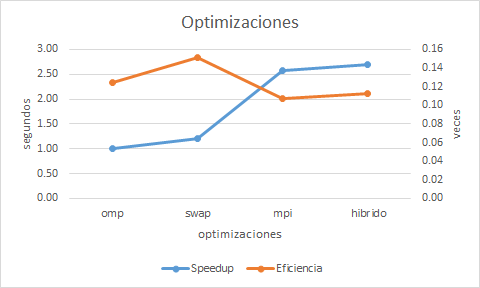 Optimizaciones
3.00
2.50
2.00
1.50
1.00
0.50
0.00
segundos
0.16
0.14
0.12
0.10
0.08
0.06
0.04
0.02
0.00
veces
omp swap mpi hibrido
optimizaciones
Speedup Eficiencia